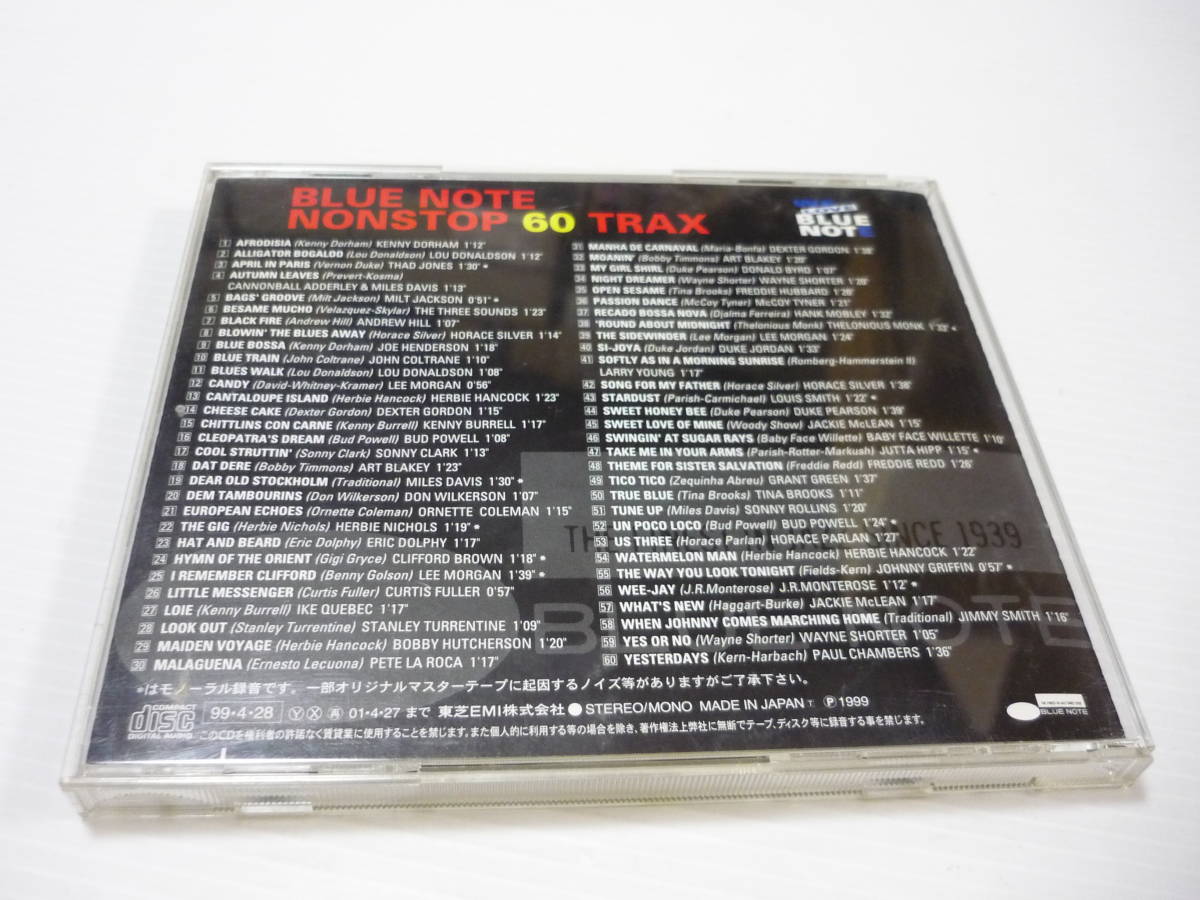 BLUE NOTE
NONSTOP 60 TRAX
BLUE
NOTE
1 AFRODISIA (Kenny Dorham) KENNY DORHAM 1'12"
2 ALLIGATOR BOGALOO (Lou Donaldson) LOU DONALDSON 1'12"
3 APRIL IN PARIS (Vernon Duke) THAD JONES 1'30"*
4 AUTUMN LEAVES (Prevert-Kosma)
CANNONBALL ADDERLEY & MILES DAVIS 1'13"
5 BAGS' GROOVE (Milt Jackson) MILT JACKSON 0'51"*
6 BESAME MUCHO (Velazquez-Skylar) THE THREE SOUNDS 1'23"
7 BLACK FIRE (Andrew Hill) ANDREW HILL 1'07"
8 BLOWIN' THE BLUES AWAY (Horace Silver) HORACE SILVER 1'14"
9 BLUE BOSSA (Kenny Dorham) JOE HENDERSON 1'18"
10 BLUE TRAIN (John Coltrane) JOHN COLTRANE 1'10"
11 BLUES WALK (Lou Donaldson) LOU DONALDSON 1'08"
12 CANDY (David-Whitney-Kramer) LEE MORGAN 0'56"
13 CANTALOUPE ISLAND (Herbie Hancock) HERBIE HANCOCK 1'23"
14 CHEESE CAKE (Dexter Gordon) DEXTER GORDON 1'15"
15 CHITTLINS CON CARNE (Kenny Burrell) KENNY BURRELL 1'17"
16 CLEOPATRA'S DREAM (Bud Powell) BUD POWELL 1'08"
17 COOL STRUTTIN' (Sonny Clark) SONNY CLARK 1'13"
18 DAT DERE (Bobby Timmons) ART BLAKEY 1'23"
19 DEAR OLD STOCKHOLM (Traditional) MILES DAVIS 1'30"*
20 DEM TAMBOURINS (Don Wilkerson) DON WILKERSON 1'07"
21 EUROPEAN ECHOES (Ornette Coleman) ORNETTE COLEMAN 1'15"
22 THE GIG (Herbie Nichols) HERBIE NICHOLS 1'19"*
23 HAT AND BEARD (Eric Dolphy) ERIC DOLPHY 1'17"
24 HYMN OF THE ORIENT (Gigi Gryce) CLIFFORD BROWN 1'18"*
25 I REMEMBER CLIFFORD (Benny Golson) LEE MORGAN 1'39"*
26 LITTLE MESSENGER (Curtis Fuller) CURTIS FULLER 0'57"
27 LOIE (Kenny Burrell) IKE QUEBEC 1'17"
28 LOOK OUT (Stanley Turrentine) STANLEY TURRENTINE 1'09"
29 MAIDEN VOYAGE (Herbie Hancock) BOBBY HUTCHERSON 1'20"
30 MALAGUENA (Ernesto Lecuona) PETE LA ROCA 1'17"
31 MANHA DE CARNAVAL (Maria-Bonfa) DEXTER GORDON 1'38"
32 MOANIN' (Bobby Timmons) ART BLAKEY 1'20"
33 MY GIRL SHIRL (Duke Pearson) DONALD BYRD 1'07"
34 NIGHT DREAMER (Wayne Shorter) WAYNE SHORTER 1'20"
35 OPEN SESAME (Tina Brooks) FREDDIE HUBBARD 1'26"
36 PASSION DANCE (McCoy Tyner) McCOY TYNER 1'21"
37 RECADO BOSSA NOVA (Djalma Ferreira) HANK MOBLEY 1'32"
38 'ROUND ABOUT MIDNIGHT (Thelonious Monk) THELONIOUS MONK 1'33"*
39 THE SIDEWINDER (Lee Morgan) LEE MORGAN 1'24"
40 SI-JOYA (Duke Jordan) DUKE JORDAN 1'33"
41 SOFTLY AS IN A MORNING SUNRISE (Romberg-Hammerstein II)
LARRY YOUNG 1'17"
42 SONG FOR MY FATHER (Horace Silver) HORACE SILVER 1'38"
43 STARDUST (Parish-Carmichael) LOUIS SMITH 1'22"*
44 SWEET HONEY BEE (Duke Pearson) DUKE PEARSON 1'39"
45 SWEET LOVE OF MINE (Woody Shaw) JACKIE McLEAN 1'15"
46 SWINGIN' AT SUGAR RAYS (Baby Face Willette) BABY FACE WILLETTE 1'10"
47 TAKE ME IN YOUR ARMS (Parish-Rotter-Markush) JUTTA HIPP 1'15"*
48 THEME FOR SISTER SALVATION (Freddie Redd) FREDDIE REDD 1'26"
49 TICO TICO (Zequinha Abreu) GRANT GREEN 1'37"
50 TRUE BLUE (Tina Brooks) TINA BROOKS 1'11"
51 TUNE UP (Miles Davis) SONNY ROLLINS 1'20"
52 UN POCO LOCO (Bud Powell) BUD POWELL 1'24"*
53 US THREE (Horace Parlan) HORACE PARLAN 1'27"
54 WATERMELON MAN (Herbie Hancock) HERBIE HANCOCK 1'22"
55 THE WAY YOU LOOK TONIGHT (Fields-Kern) JOHNNY GRIFFIN 0'57"*
56 WEE-JAY (J.R.Monterose) J.R.MONTEROSE 1'12"*
57 WHAT'S NEW (Haggart-Burke) JACKIE McLEAN 1'17"
58 WHEN JOHNNY COMES MARCHING HOME (Traditional) JIMMY SMITH 1'16"
59 YES OR NO (Wayne Shorter) WAYNE SHORTER 1'05"
60 YESTERDAYS (Kern-Harbach) PAUL CHAMBERS 1'36"
SINCE 1939
BLUE NOTE
*はモノーラル録音です。一部オリジナルマスターテープに起因するノイズ等がありますがご了承下さい。
COMPACT disc DIGITAL AUDIO
99・4・28 Y X 再 01・4・27 まで 東芝EMI株式会社 STEREO/MONO MADE IN JAPAN T Ⓟ1999
このCDを権利者の許諾なく賃貸業に使用することを禁じます。また個人的に利用する等の場合を除き、著作権法上弊社に無断でテープ、ディスク等に録音する事を禁じます。
BLUE NOTE